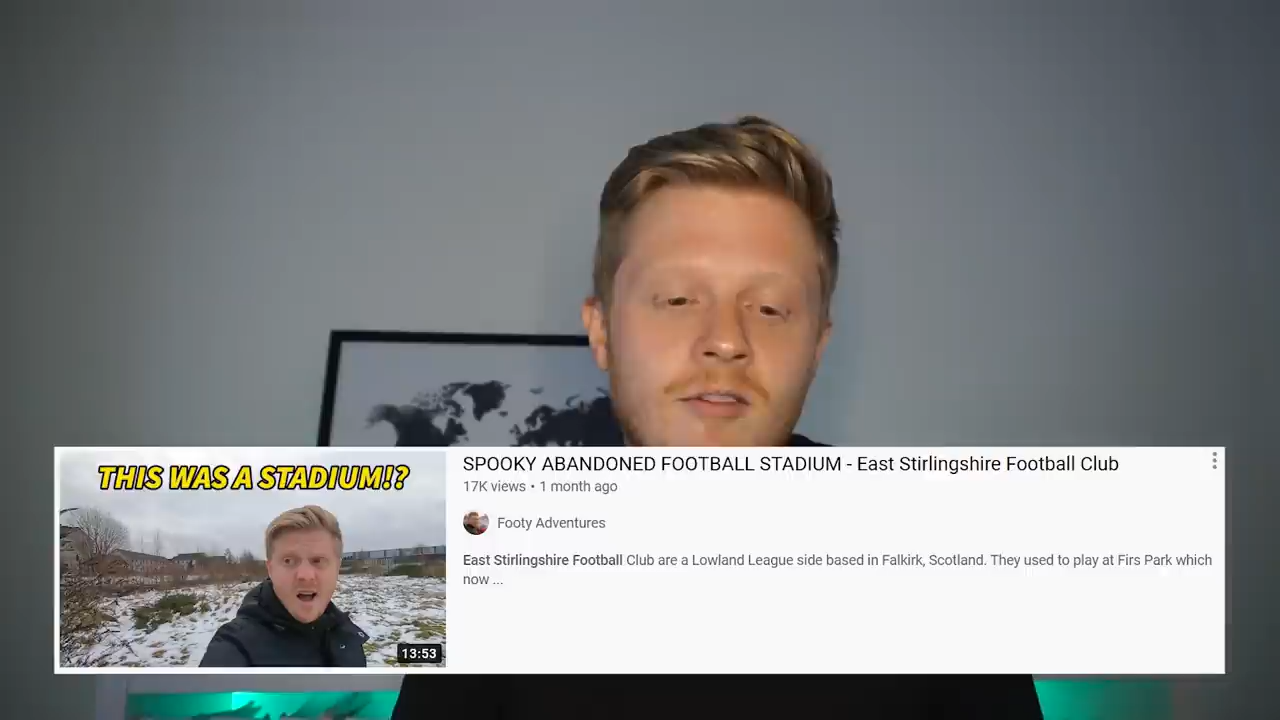 THIS WAS A STADIUM!?
13:53
SPOOKY ABANDONED FOOTBALL STADIUM - East Stirlingshire Football Club
17K views • 1 month ago
Footy Adventures
East Stirlingshire Football Club are a Lowland League side based in Falkirk, Scotland. They used to play at Firs Park which
now ...